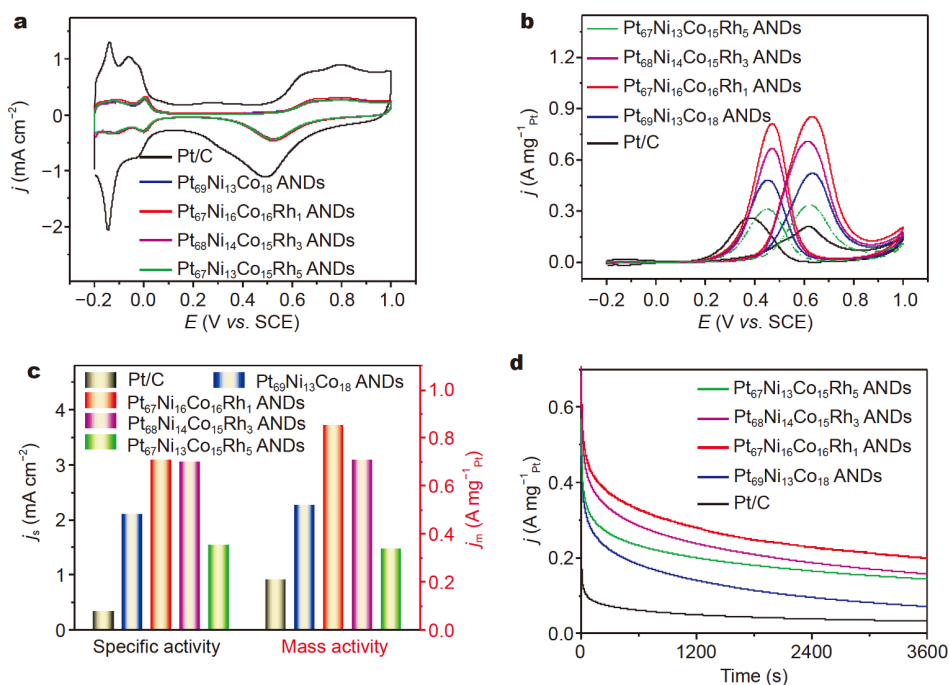 a
j (mA cm⁻²)
1
0
−1
−2
Pt/C
Pt₆₉Ni₁₃Co₁₈ ANDs
Pt₆₇Ni₁₆Co₁₆Rh₁ ANDs
Pt₆₈Ni₁₄Co₁₅Rh₃ ANDs
Pt₆₇Ni₁₃Co₁₅Rh₅ ANDs
−0.2 0.0 0.2 0.4 0.6 0.8 1.0
E (V vs. SCE)
b
j (A mg⁻¹Pt)
1.2
0.9
0.6
0.3
0.0
Pt₆₇Ni₁₃Co₁₅Rh₅ ANDs
Pt₆₈Ni₁₄Co₁₅Rh₃ ANDs
Pt₆₇Ni₁₆Co₁₆Rh₁ ANDs
Pt₆₉Ni₁₃Co₁₈ ANDs
Pt/C
−0.2 0.0 0.2 0.4 0.6 0.8 1.0
E (V vs. SCE)
c
jₛ (mA cm⁻²)
4
3
2
1
0
Pt/C
Pt₆₉Ni₁₃Co₁₈ ANDs
Pt₆₇Ni₁₆Co₁₆Rh₁ ANDs
Pt₆₈Ni₁₄Co₁₅Rh₃ ANDs
Pt₆₇Ni₁₃Co₁₅Rh₅ ANDs
1.0
0.8
0.6
0.4
0.2
0.0
jₘ (A mg⁻¹Pt)
Specific activity
Mass activity
d
j (A mg⁻¹Pt)
0.6
0.4
0.2
0.0
Pt₆₇Ni₁₃Co₁₅Rh₅ ANDs
Pt₆₈Ni₁₄Co₁₅Rh₃ ANDs
Pt₆₇Ni₁₆Co₁₆Rh₁ ANDs
Pt₆₉Ni₁₃Co₁₈ ANDs
Pt/C
0 1200 2400 3600
Time (s)